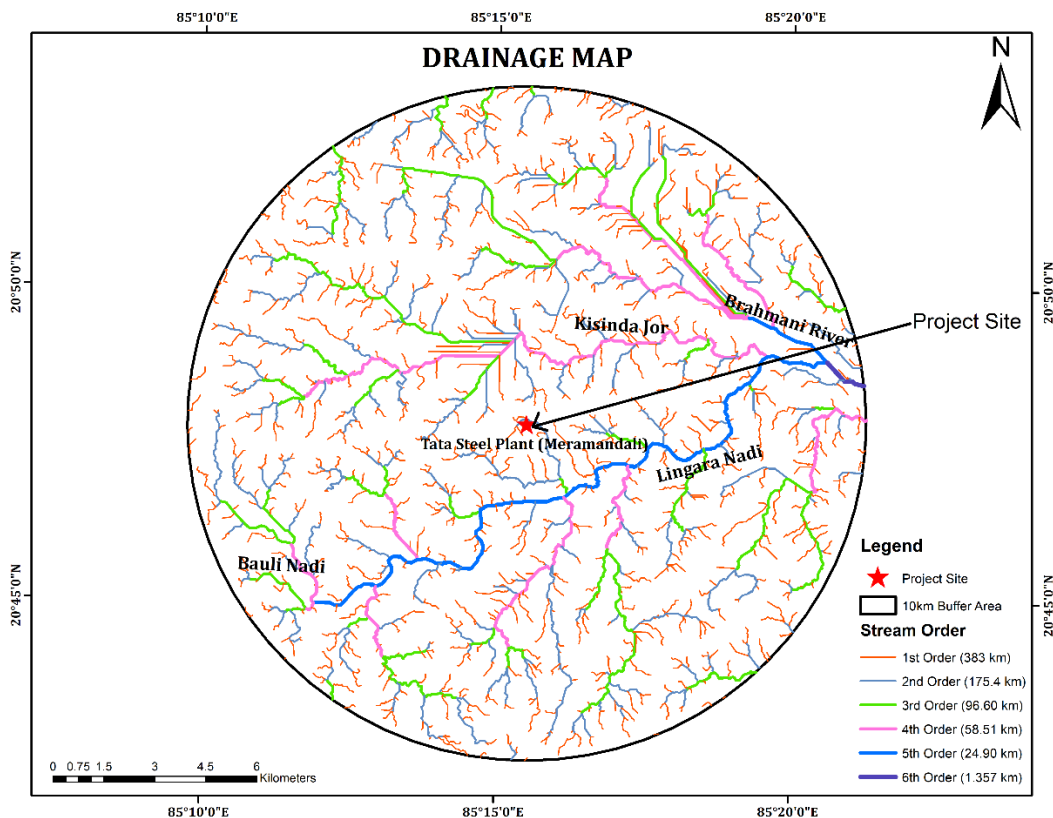 85°10'0"E 85°15'0"E 85°20'0"E
DRAINAGE MAP
N
20°50'0"N
20°50'0"N
Brahmani River
Kisinda Jor
Project Site
Tata Steel Plant (Meramandali)
Lingara Nadi
Bauli Nadi
20°45'0"N
20°45'0"N
Legend
Project Site
10km Buffer Area
Stream Order
1st Order (383 km)
2nd Order (175.4 km)
3rd Order (96.60 km)
4th Order (58.51 km)
5th Order (24.90 km)
6th Order (1.357 km)
0 0.75 1.5 3 4.5 6
Kilometers
85°10'0"E 85°15'0"E 85°20'0"E